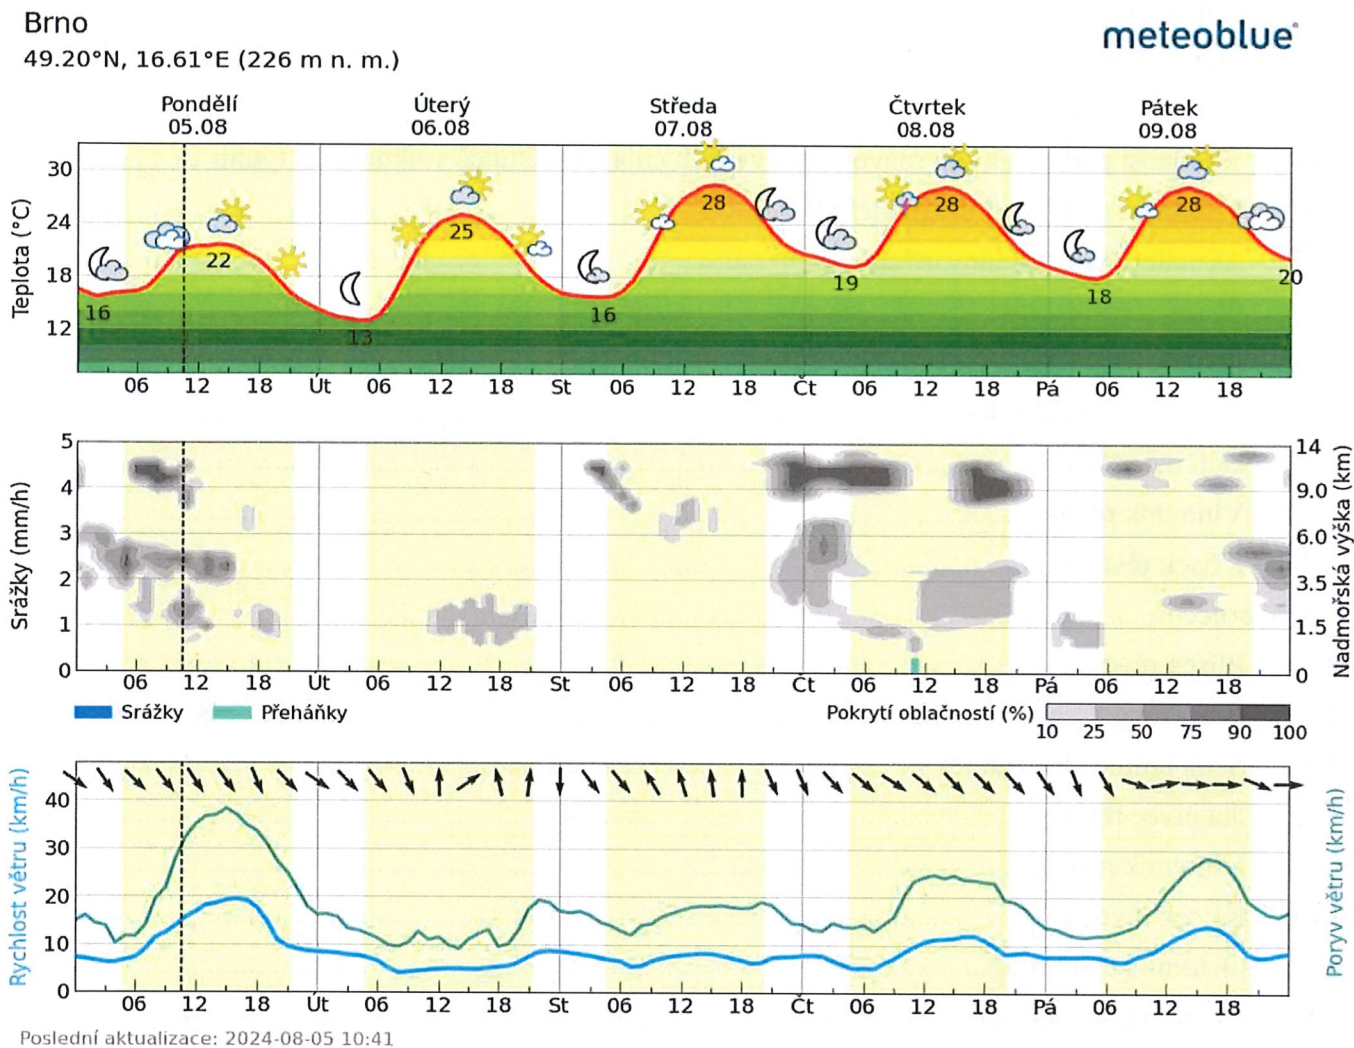 Brno
49.20°N, 16.61°E (226 m n. m.)
meteoblue
Pondělí Úterý Středa Čtvrtek Pátek
05.08 06.08 07.08 08.08 09.08
Teplota (°C)
30
24
18
12
16 22 13 25 16 28 19 28 18 28 20
06 12 18 Út 06 12 18 St 06 12 18 Čt 06 12 18 Pá 06 12 18
Srážky (mm/h)
5
4
3
2
1
0
Nadmořská výška (km)
14
9.0
6.0
3.5
1.5
0
06 12 18 Út 06 12 18 St 06 12 18 Čt 06 12 18 Pá 06 12 18
Srážky Přeháňky Pokrytí oblačností (%)
10 25 50 75 90 100
Rychlost větru (km/h)
40
30
20
10
0
Poryv větru (km/h)
06 12 18 Út 06 12 18 St 06 12 18 Čt 06 12 18 Pá 06 12 18
Poslední aktualizace: 2024-08-05 10:41